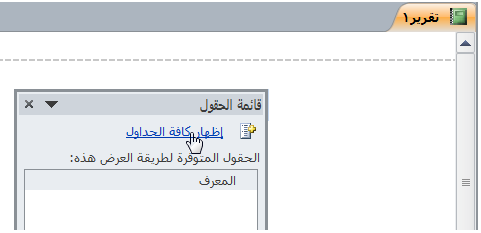 تقرير١
قائمة الحقول
إظهار كافة الجداول
الحقول المتوفرة لطريقة العرض هذه:
المعرف